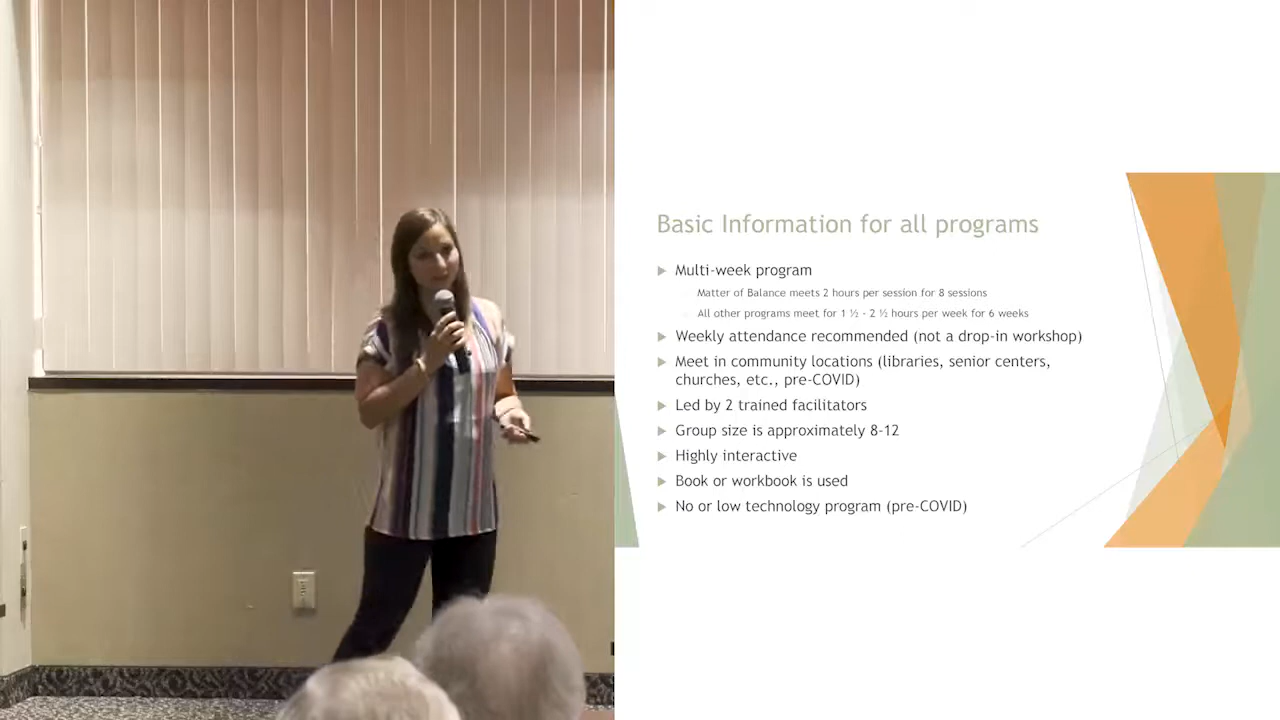 Basic Information for all programs
Multi-week program
Matter of Balance meets 2 hours per session for 8 sessions
All other programs meet for 1 ½ - 2 ½ hours per week for 6 weeks
Weekly attendance recommended (not a drop-in workshop)
Meet in community locations (libraries, senior centers,
churches, etc., pre-COVID)
Led by 2 trained facilitators
Group size is approximately 8-12
Highly interactive
Book or workbook is used
No or low technology program (pre-COVID)